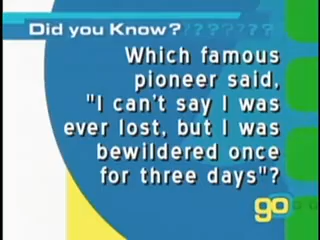 Did you Know????????
Which famous
pioneer said,
"I can't say I was
ever lost, but I was
bewildered once
for three days"?
go